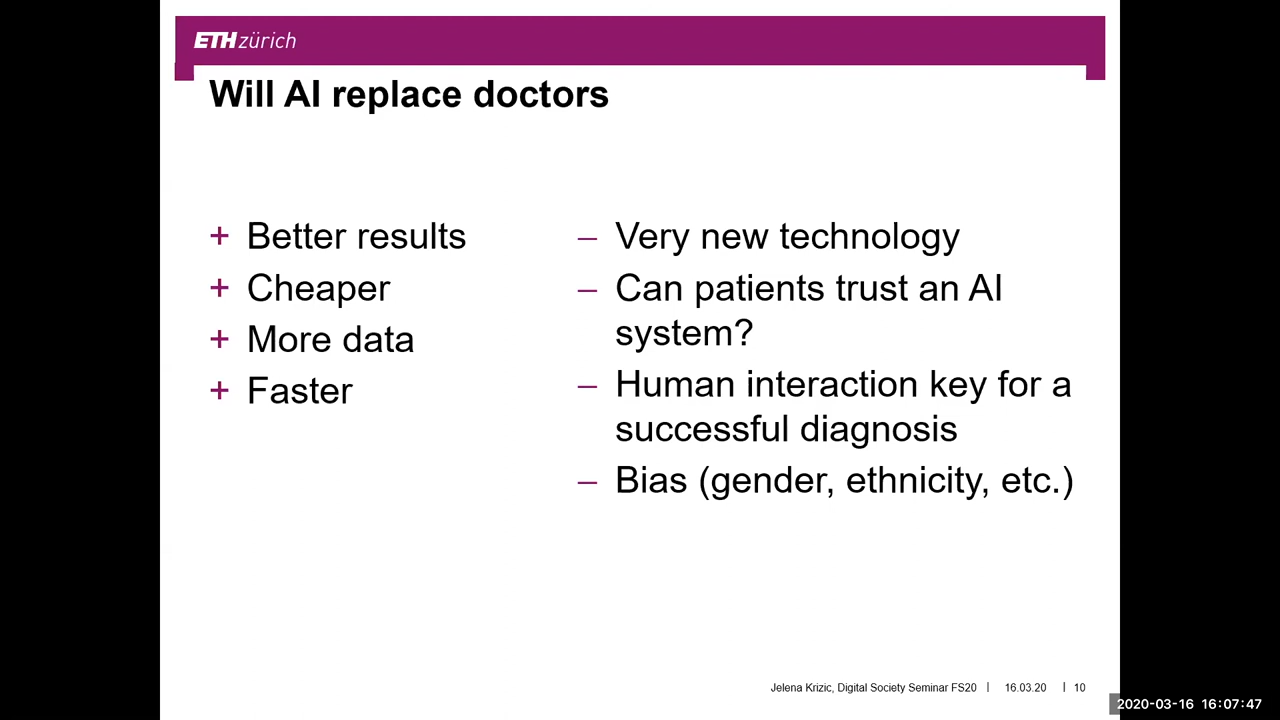 ETH zürich
Will AI replace doctors
+ Better results
+ Cheaper
+ More data
+ Faster
– Very new technology
– Can patients trust an AI
system?
– Human interaction key for a
successful diagnosis
– Bias (gender, ethnicity, etc.)
Jelena Krizic, Digital Society Seminar FS20 | 16.03.20 | 10
2020-03-16 16:07:47